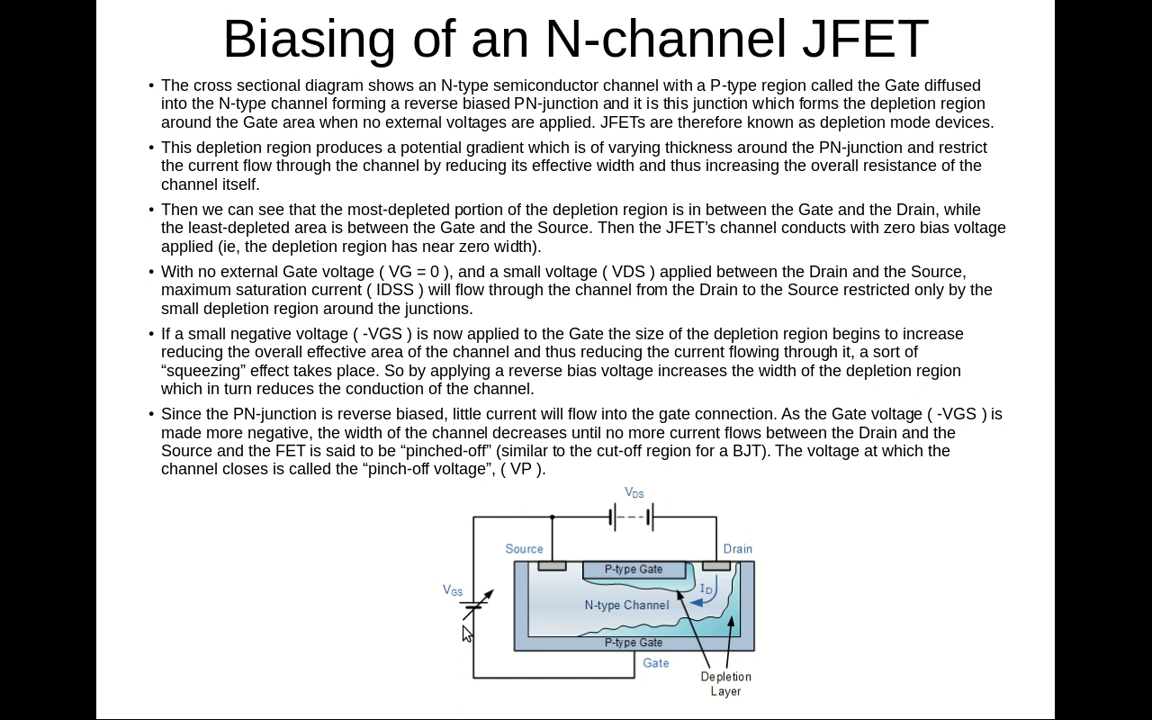 Biasing of an N-channel JFET
• The cross sectional diagram shows an N-type semiconductor channel with a P-type region called the Gate diffused
into the N-type channel forming a reverse biased PN-junction and it is this junction which forms the depletion region
around the Gate area when no external voltages are applied. JFETs are therefore known as depletion mode devices.
• This depletion region produces a potential gradient which is of varying thickness around the PN-junction and restrict
the current flow through the channel by reducing its effective width and thus increasing the overall resistance of the
channel itself.
• Then we can see that the most-depleted portion of the depletion region is in between the Gate and the Drain, while
the least-depleted area is between the Gate and the Source. Then the JFET’s channel conducts with zero bias voltage
applied (ie, the depletion region has near zero width).
• With no external Gate voltage ( VG = 0 ), and a small voltage ( VDS ) applied between the Drain and the Source,
maximum saturation current ( IDSS ) will flow through the channel from the Drain to the Source restricted only by the
small depletion region around the junctions.
• If a small negative voltage ( -VGS ) is now applied to the Gate the size of the depletion region begins to increase
reducing the overall effective area of the channel and thus reducing the current flowing through it, a sort of
“squeezing” effect takes place. So by applying a reverse bias voltage increases the width of the depletion region
which in turn reduces the conduction of the channel.
• Since the PN-junction is reverse biased, little current will flow into the gate connection. As the Gate voltage ( -VGS ) is
made more negative, the width of the channel decreases until no more current flows between the Drain and the
Source and the FET is said to be “pinched-off” (similar to the cut-off region for a BJT). The voltage at which the
channel closes is called the “pinch-off voltage”, ( VP ).
VDS
Source
Drain
P-type Gate
VGS
ID
N-type Channel
P-type Gate
Gate
Depletion
Layer